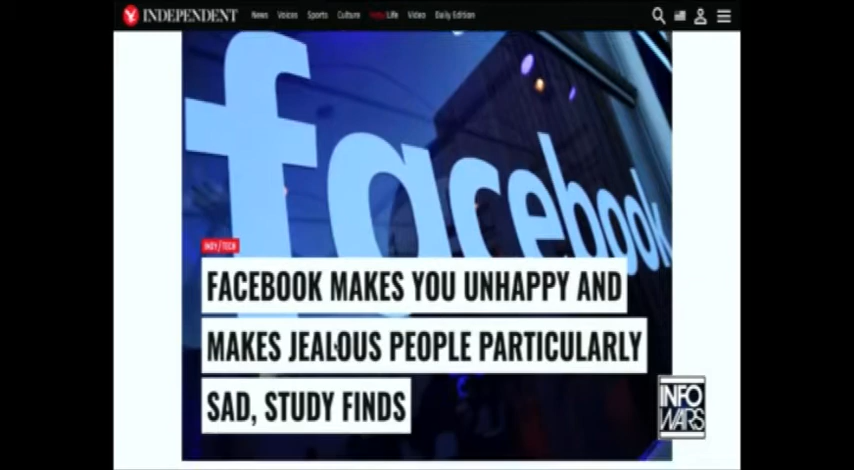 INDEPENDENT News Voices Sports Culture Indy/Life Video Daily Edition
facebook
INDY/TECH
FACEBOOK MAKES YOU UNHAPPY AND
MAKES JEALOUS PEOPLE PARTICULARLY
SAD, STUDY FINDS
INFO
WARS